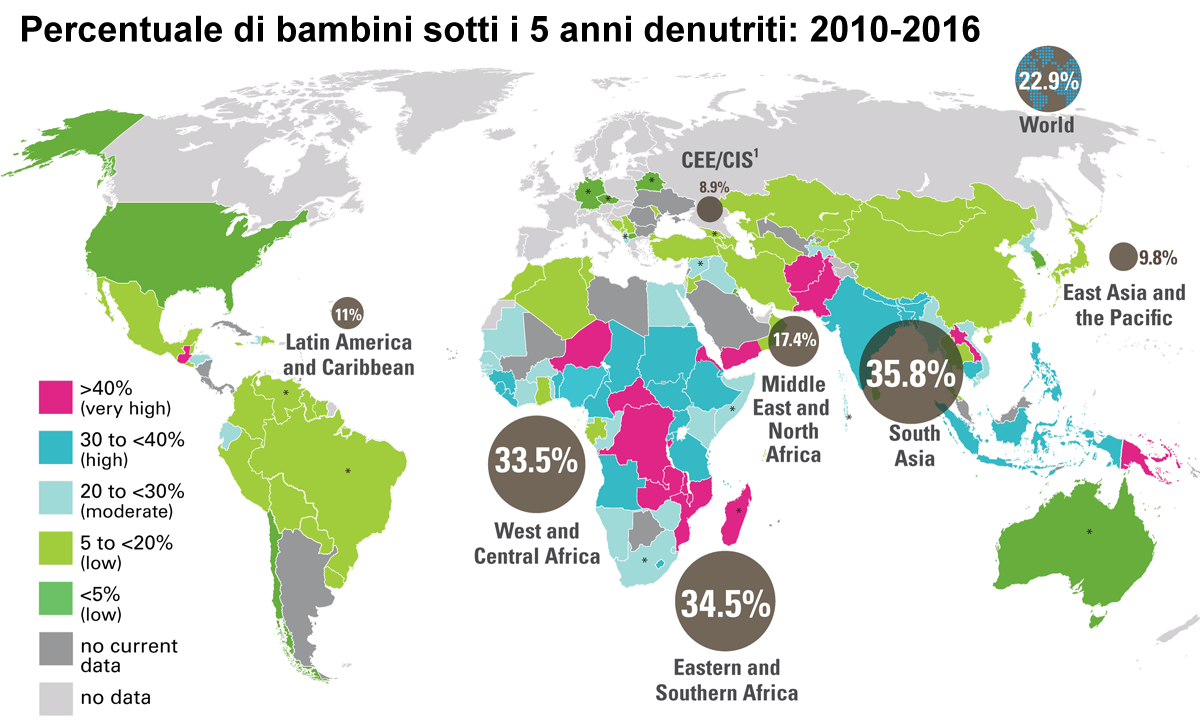 Percentuale di bambini sotti i 5 anni denutriti: 2010-2016
22.9%
World
CEE/CIS¹
8.9%
9.8%
East Asia and
the Pacific
11%
Latin America
and Caribbean
17.4%
Middle
East and
North
Africa
35.8%
South
Asia
33.5%
West and
Central Africa
34.5%
Eastern and
Southern Africa
>40%
(very high)
30 to <40%
(high)
20 to <30%
(moderate)
5 to <20%
(low)
<5%
(low)
no current
data
no data